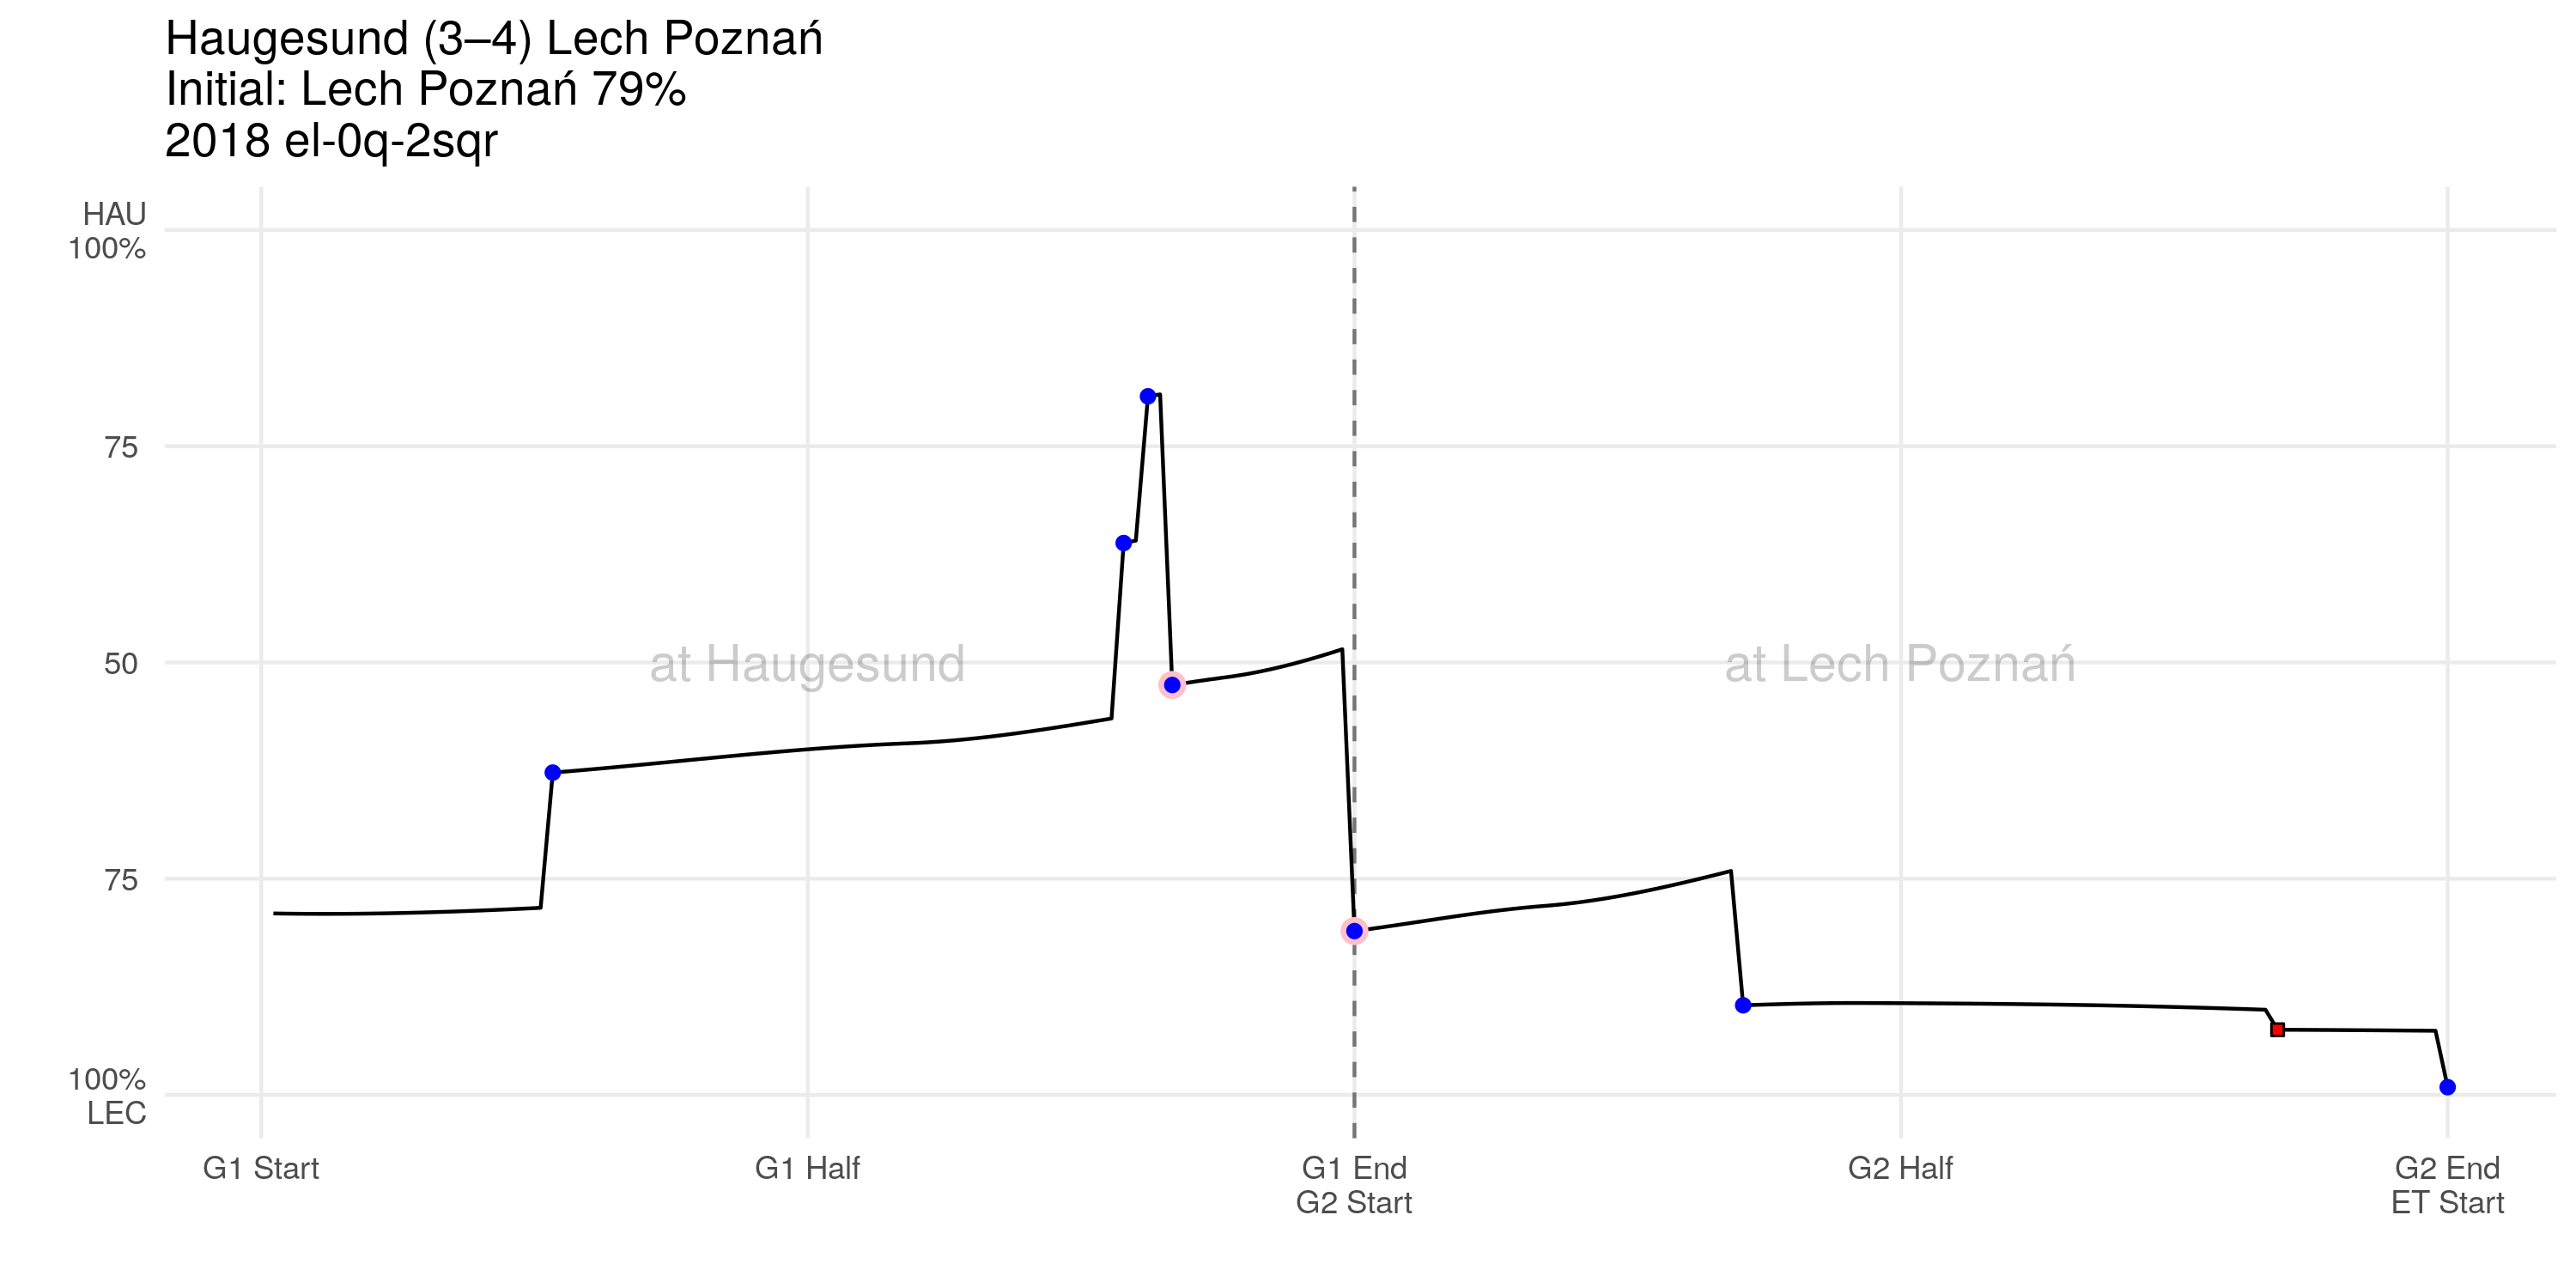 Haugesund (3–4) Lech Poznań
Initial: Lech Poznań 79%
2018 el-0q-2sqr
HAU
100%
75
50
75
100%
LEC
at Haugesund
at Lech Poznań
G1 Start
G1 Half
G1 End
G2 Start
G2 Half
G2 End
ET Start